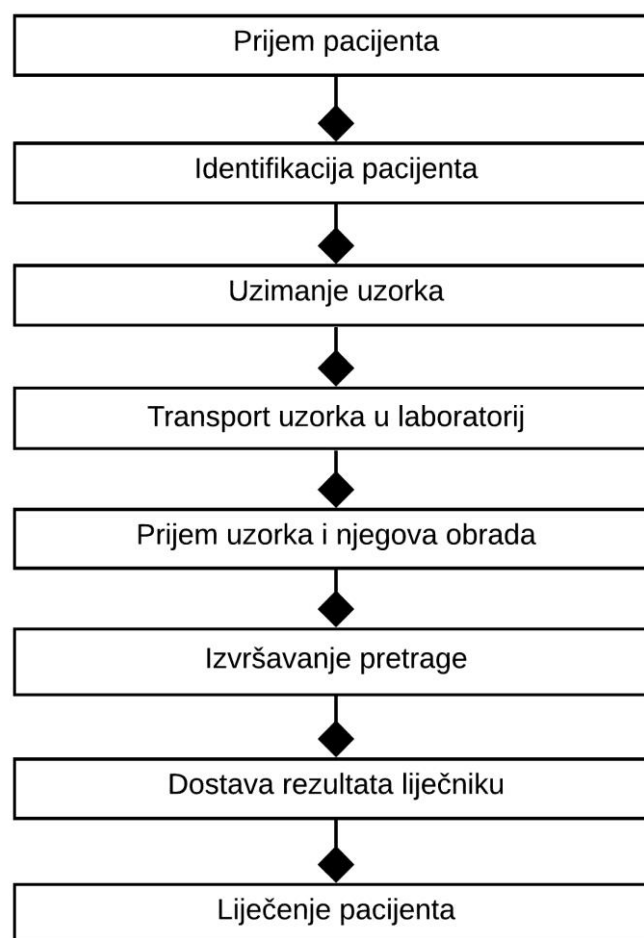 Prijem pacijenta
Identifikacija pacijenta
Uzimanje uzorka
Transport uzorka u laboratorij
Prijem uzorka i njegova obrada
Izvršavanje pretrage
Dostava rezultata liječniku
Liječenje pacijenta